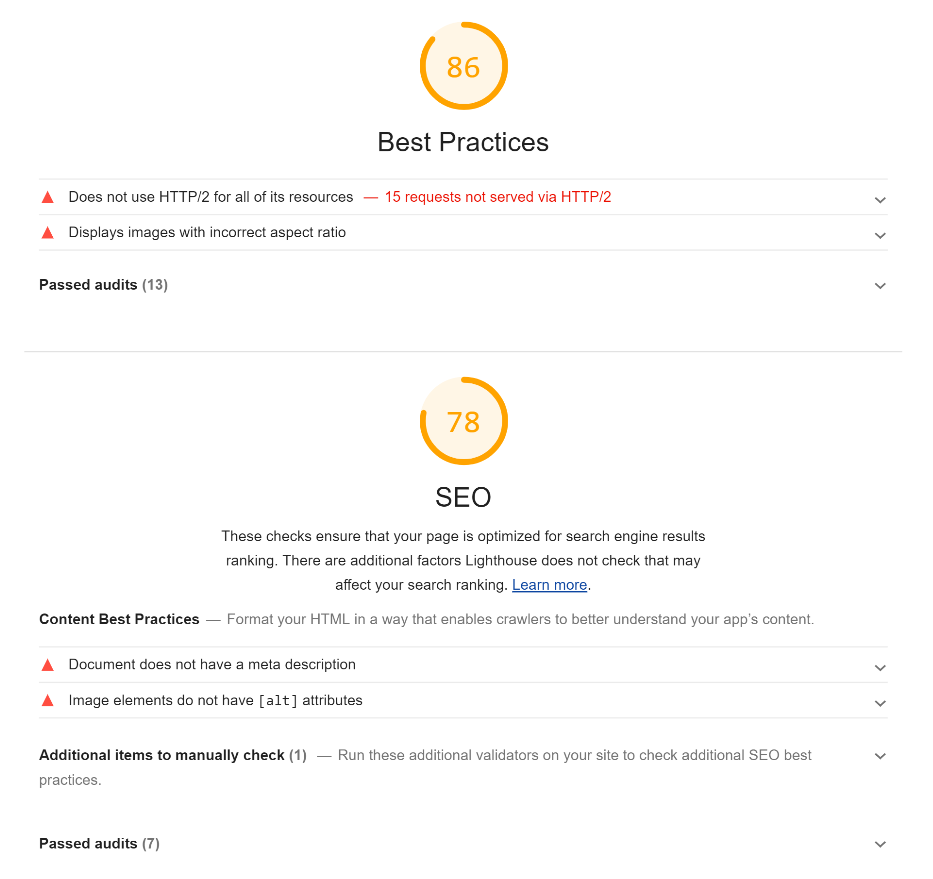 86
Best Practices
Does not use HTTP/2 for all of its resources — 15 requests not served via HTTP/2
Displays images with incorrect aspect ratio
Passed audits (13)
78
SEO
These checks ensure that your page is optimized for search engine results
ranking. There are additional factors Lighthouse does not check that may
affect your search ranking. Learn more.
Content Best Practices — Format your HTML in a way that enables crawlers to better understand your app’s content.
Document does not have a meta description
Image elements do not have [alt] attributes
Additional items to manually check (1) — Run these additional validators on your site to check additional SEO best
practices.
Passed audits (7)